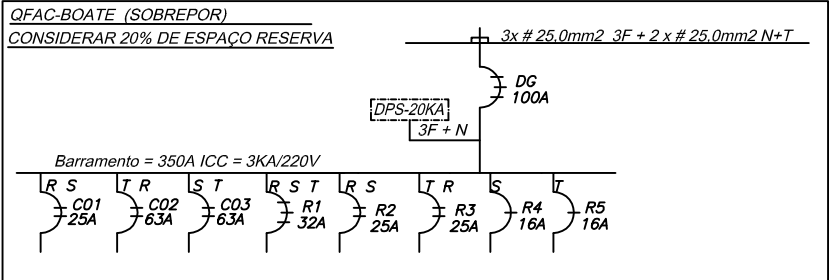 QFAC-BOATE (SOBREPOR)
CONSIDERAR 20% DE ESPAÇO RESERVA
3x # 25,0mm2 3F + 2 x # 25,0mm2 N+T
DG
100A
DPS-20KA
3F + N
Barramento = 350A ICC = 3KA/220V
R S
C01
25A
T R
C02
63A
S T
C03
63A
R S T
R1
32A
R S
R2
25A
T R
R3
25A
S
R4
16A
T
R5
16A